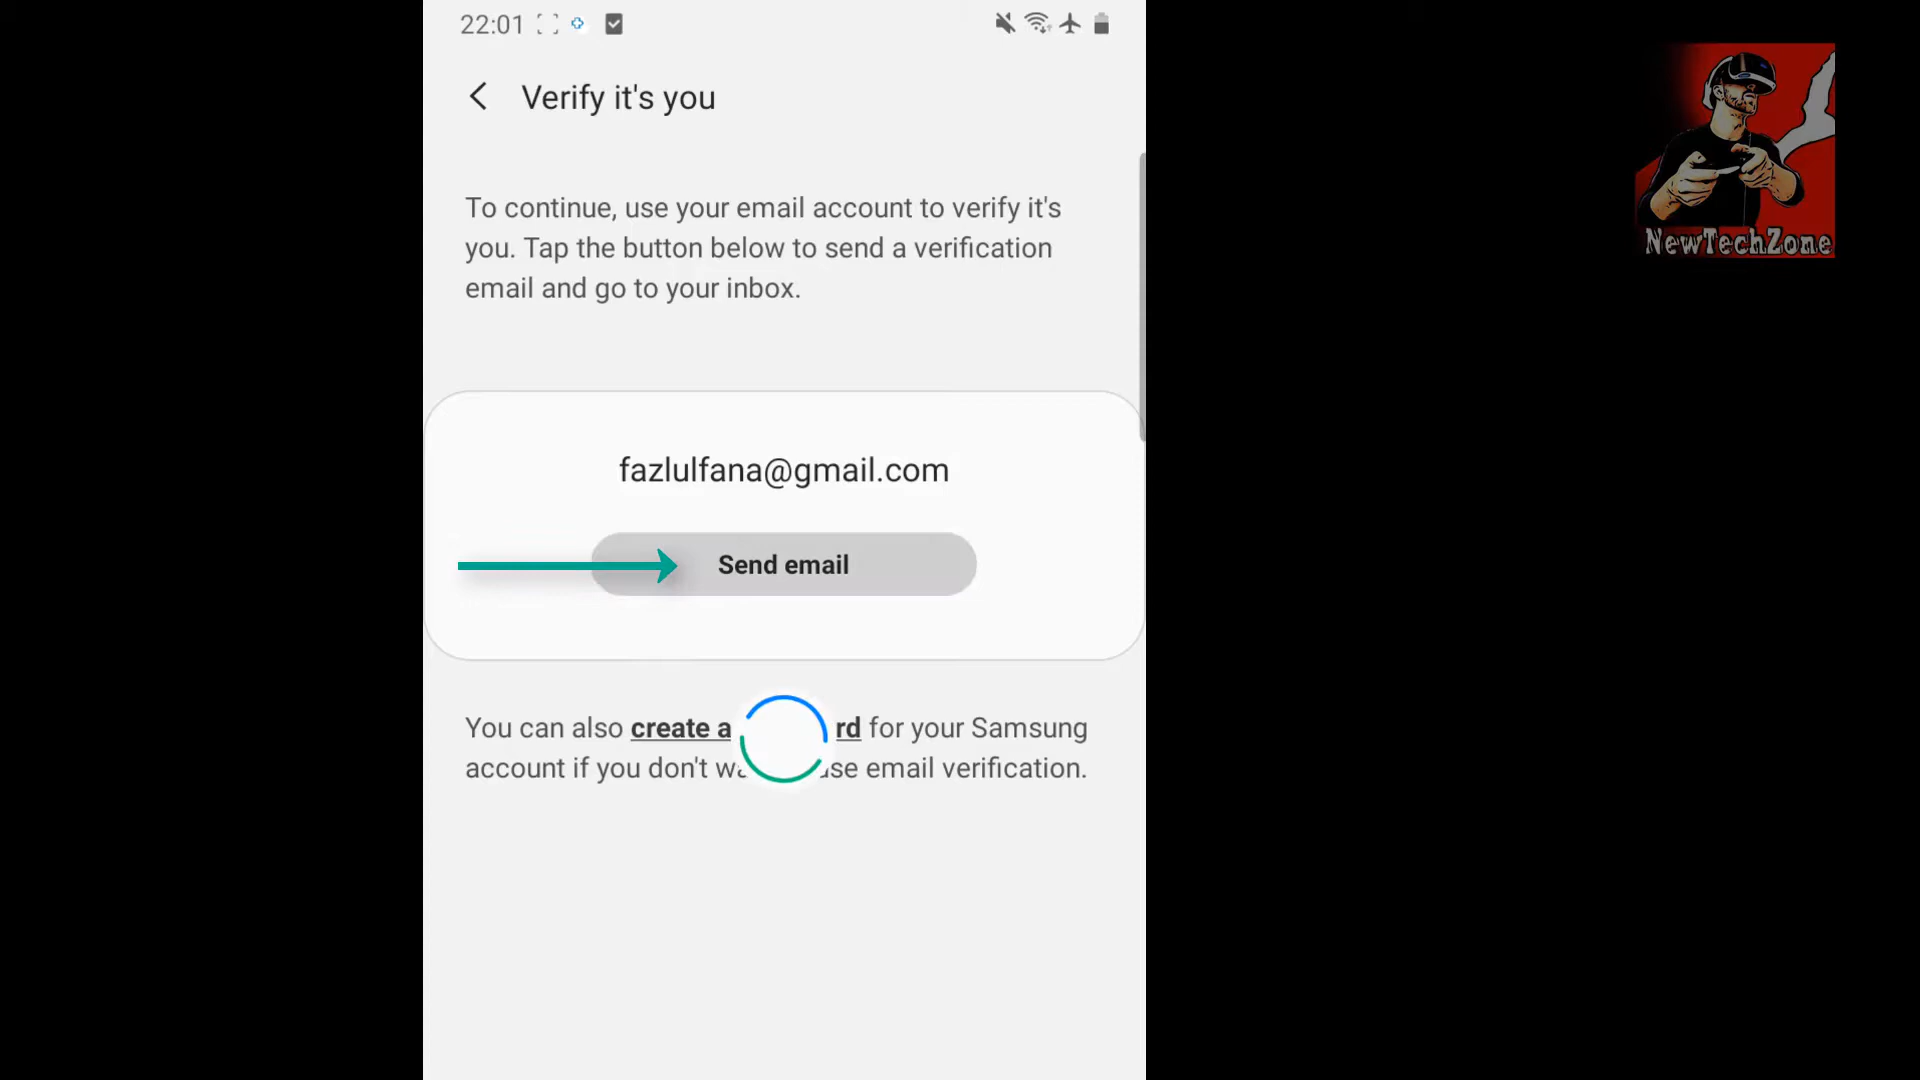 22:01
Verify it's you
To continue, use your email account to verify it's
you. Tap the button below to send a verification
email and go to your inbox.
fazlulfana@gmail.com
Send email
You can also create a rd for your Samsung
account if you don't use email verification.
NewTechZone